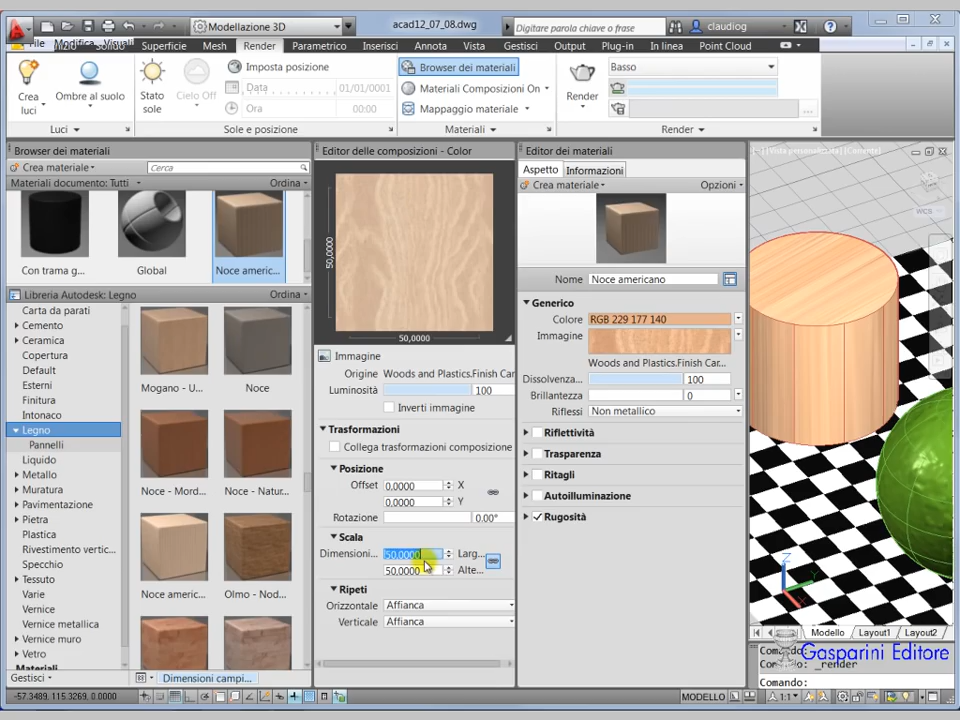 acad12_07_08.dwg
Modellazione 3D
Digitare parola chiave o frase
claudiog
File Modifica Visual
Superficie Mesh Render Parametrico Inserisci Annota Vista Gestisci Output Plug-in In linea Point Cloud
Crea luci
Ombre al suolo
Stato sole
Cielo Off
Imposta posizione
Data 01/01/0001
Ora 00:00
Browser dei materiali
Materiali Composizioni On
Mappaggio materiale
Render
Basso
Luci
Sole e posizione
Materiali
Render
Browser dei materiali
Crea materiale
Cerca
Materiali documento: Tutti
Ordina
Con trama g...
Global
Noce americ...
Libreria Autodesk: Legno
Ordina
Carta da parati
Cemento
Ceramica
Copertura
Default
Esterni
Finitura
Intonaco
Legno
Pannelli
Liquido
Metallo
Muratura
Pavimentazione
Pietra
Plastica
Rivestimento vertic...
Specchio
Tessuto
Varie
Vernice
Vernice metallica
Vernice muro
Vetro
Materiali
Mogano - U...
Noce
Noce - Mord...
Noce - Natur...
Noce americ...
Olmo - Nod...
Gestisci
Dimensioni campi...
Editor delle composizioni - Color
50,0000
50,0000
Immagine
Origine Woods and Plastics.Finish Car
Luminosità 100
Inverti immagine
Trasformazioni
Collega trasformazioni composizione
Posizione
Offset 0,0000 X
0,0000 Y
Rotazione 0.00°
Scala
Dimensioni... 50,0000 Larg...
50,0000 Alte...
Ripeti
Orizzontale Affianca
Verticale Affianca
Editor dei materiali
Aspetto Informazioni
Crea materiale
Opzioni
Nome Noce americano
Generico
Colore RGB 229 177 140
Immagine
Woods and Plastics.Finish Car...
Dissolvenza... 100
Brillantezza 0
Riflessi Non metallico
Riflettività
Trasparenza
Ritagli
Autoilluminazione
Rugosità
WCS
Z
Modello Layout1 Layout2
Gasparini Editore
Comando: _render
Comando:
-57.3489, 115.3269, 0.0000
MODELLO
1:1